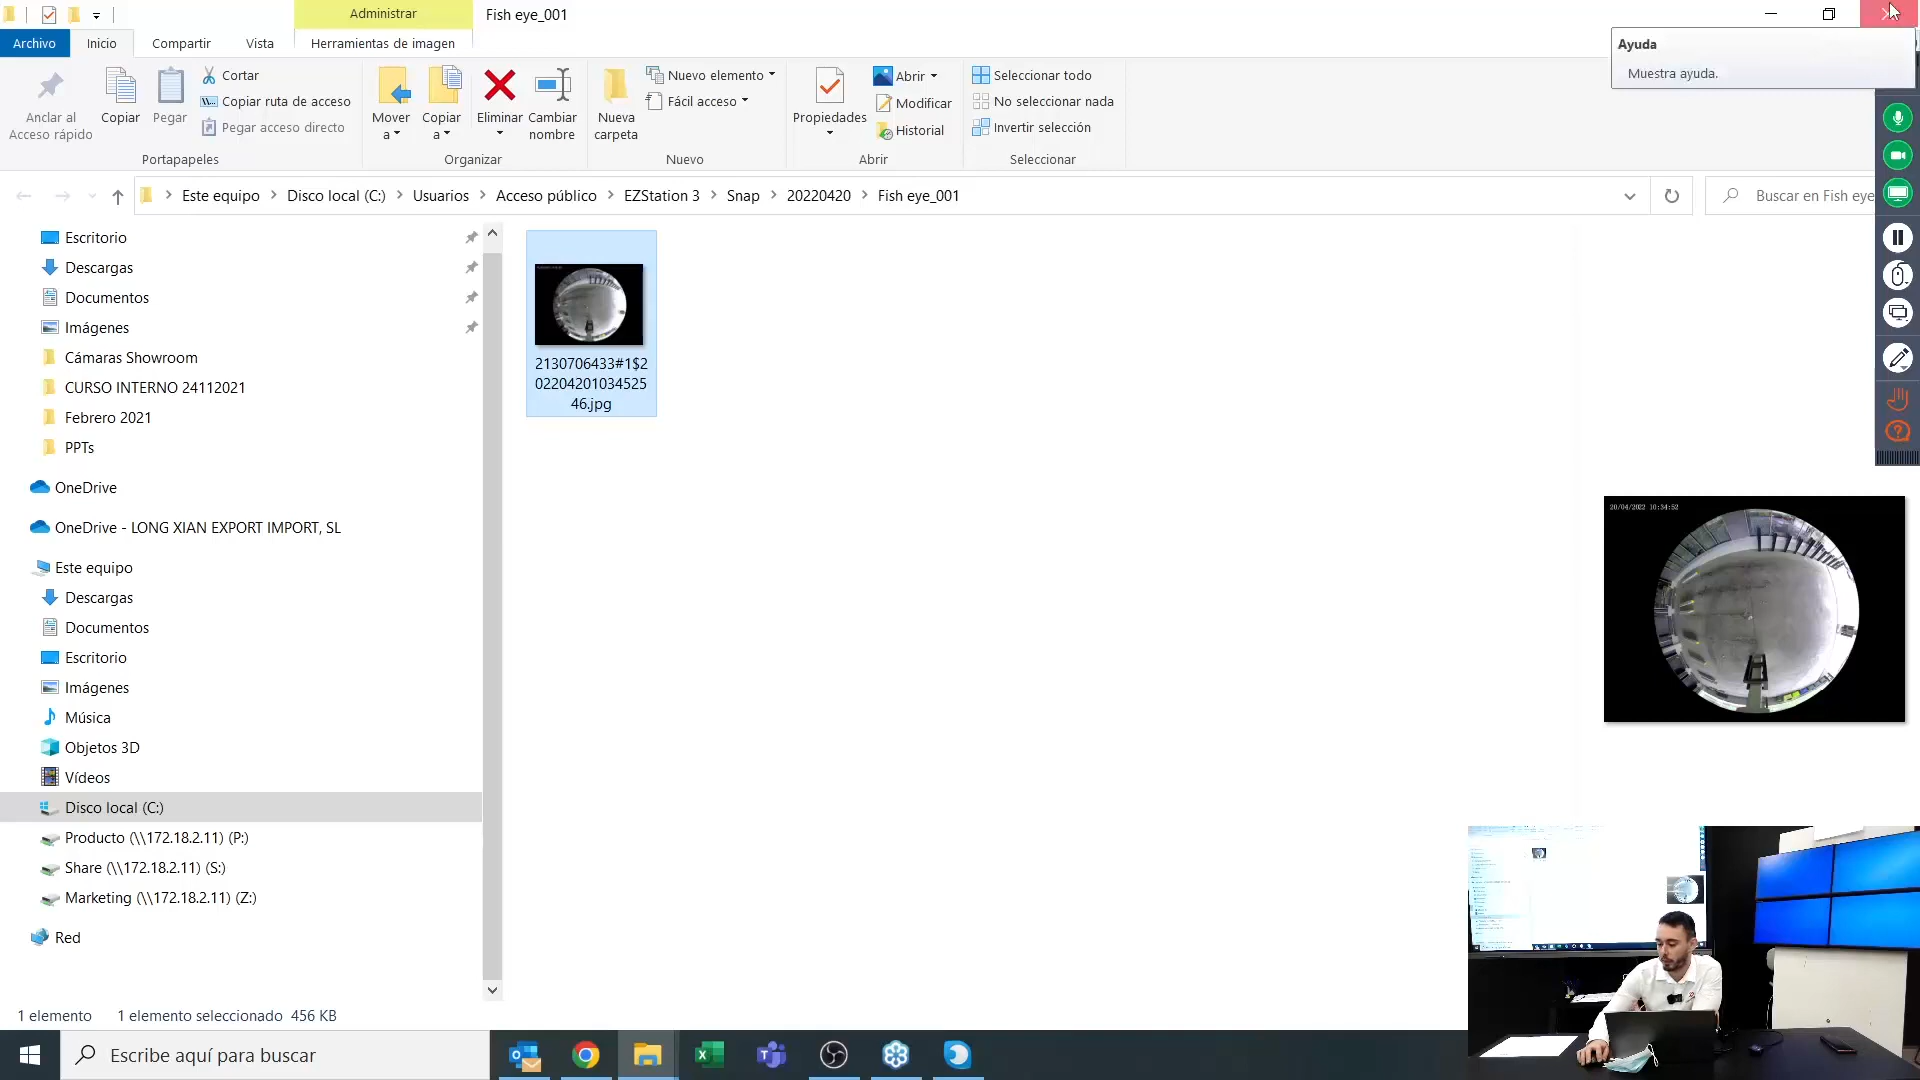 Administrar
Fish eye_001
Archivo
Inicio
Compartir
Vista
Herramientas de imagen
Ayuda
Muestra ayuda.
Anclar al
Acceso rápido
Copiar
Pegar
Cortar
Copiar ruta de acceso
Pegar acceso directo
Portapapeles
Mover
a
Copiar
a
Eliminar
Cambiar
nombre
Organizar
Nueva
carpeta
Nuevo elemento
Fácil acceso
Nuevo
Propiedades
Abrir
Modificar
Historial
Abrir
Seleccionar todo
No seleccionar nada
Invertir selección
Seleccionar
Este equipo
Disco local (C:)
Usuarios
Acceso público
EZStation 3
Snap
20220420
Fish eye_001
Buscar en Fish eye
Escritorio
Descargas
Documentos
Imágenes
Cámaras Showroom
CURSO INTERNO 24112021
Febrero 2021
PPTs
OneDrive
OneDrive - LONG XIAN EXPORT IMPORT, SL
Este equipo
Descargas
Documentos
Escritorio
Imágenes
Música
Objetos 3D
Vídeos
Disco local (C:)
Producto (\\172.18.2.11) (P:)
Share (\\172.18.2.11) (S:)
Marketing (\\172.18.2.11) (Z:)
Red
2130706433#1$2
02204201034525
46.jpg
20/04/2022 10:34:52
1 elemento
1 elemento seleccionado 456 KB
Escribe aquí para buscar